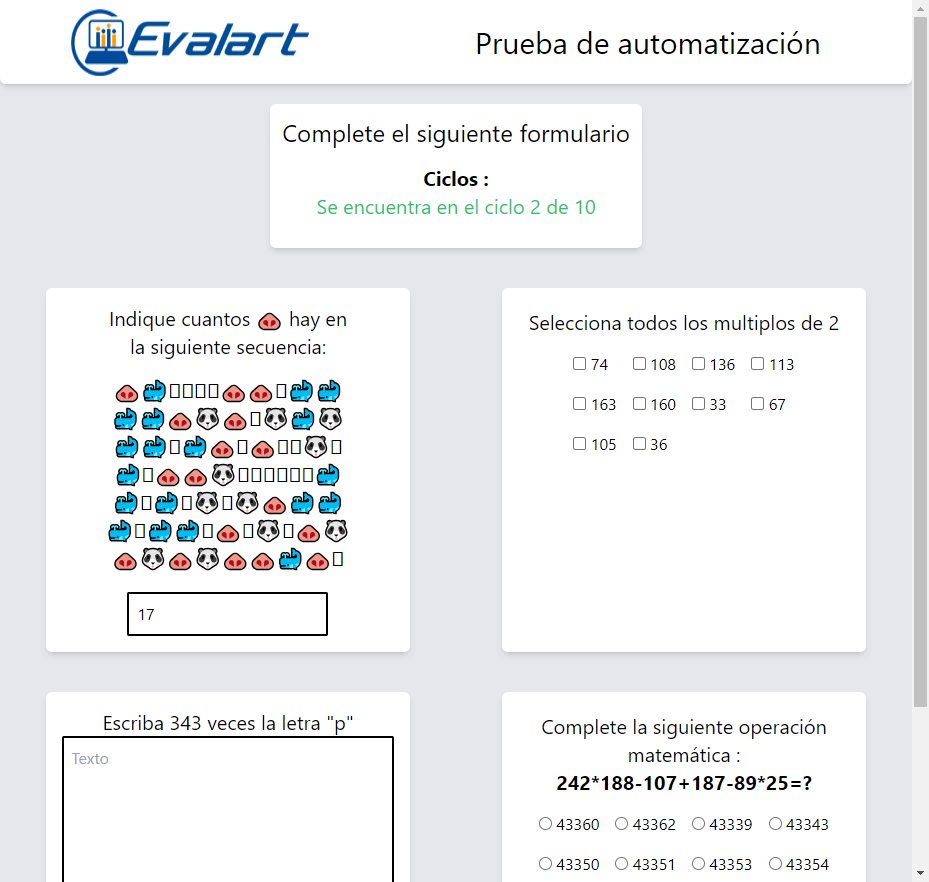 Evalart
Prueba de automatización
Complete el siguiente formulario
Ciclos :
Se encuentra en el ciclo 2 de 10
Indique cuantos hay en
la siguiente secuencia:
17
Selecciona todos los multiplos de 2
74 108 136 113
163 160 33 67
105 36
Escriba 343 veces la letra "p"
Texto
Complete la siguiente operación
matemática :
242*188-107+187-89*25=?
43360 43362 43339 43343
43350 43351 43353 43354